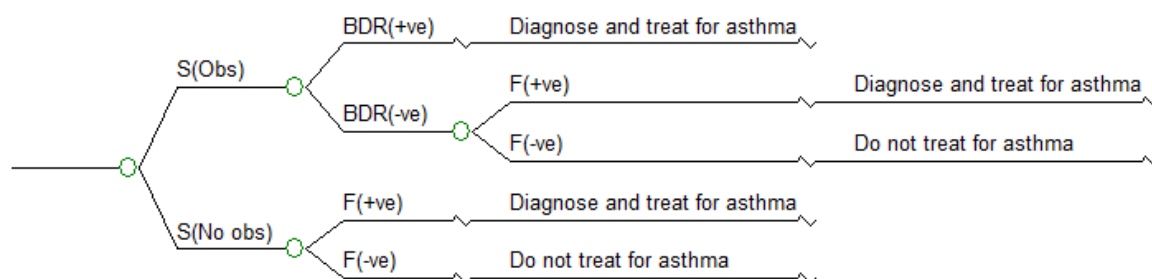 BDR(+ve) Diagnose and treat for asthma
S(Obs)
F(+ve) Diagnose and treat for asthma
BDR(-ve)
F(-ve) Do not treat for asthma
F(+ve) Diagnose and treat for asthma
S(No obs)
F(-ve) Do not treat for asthma